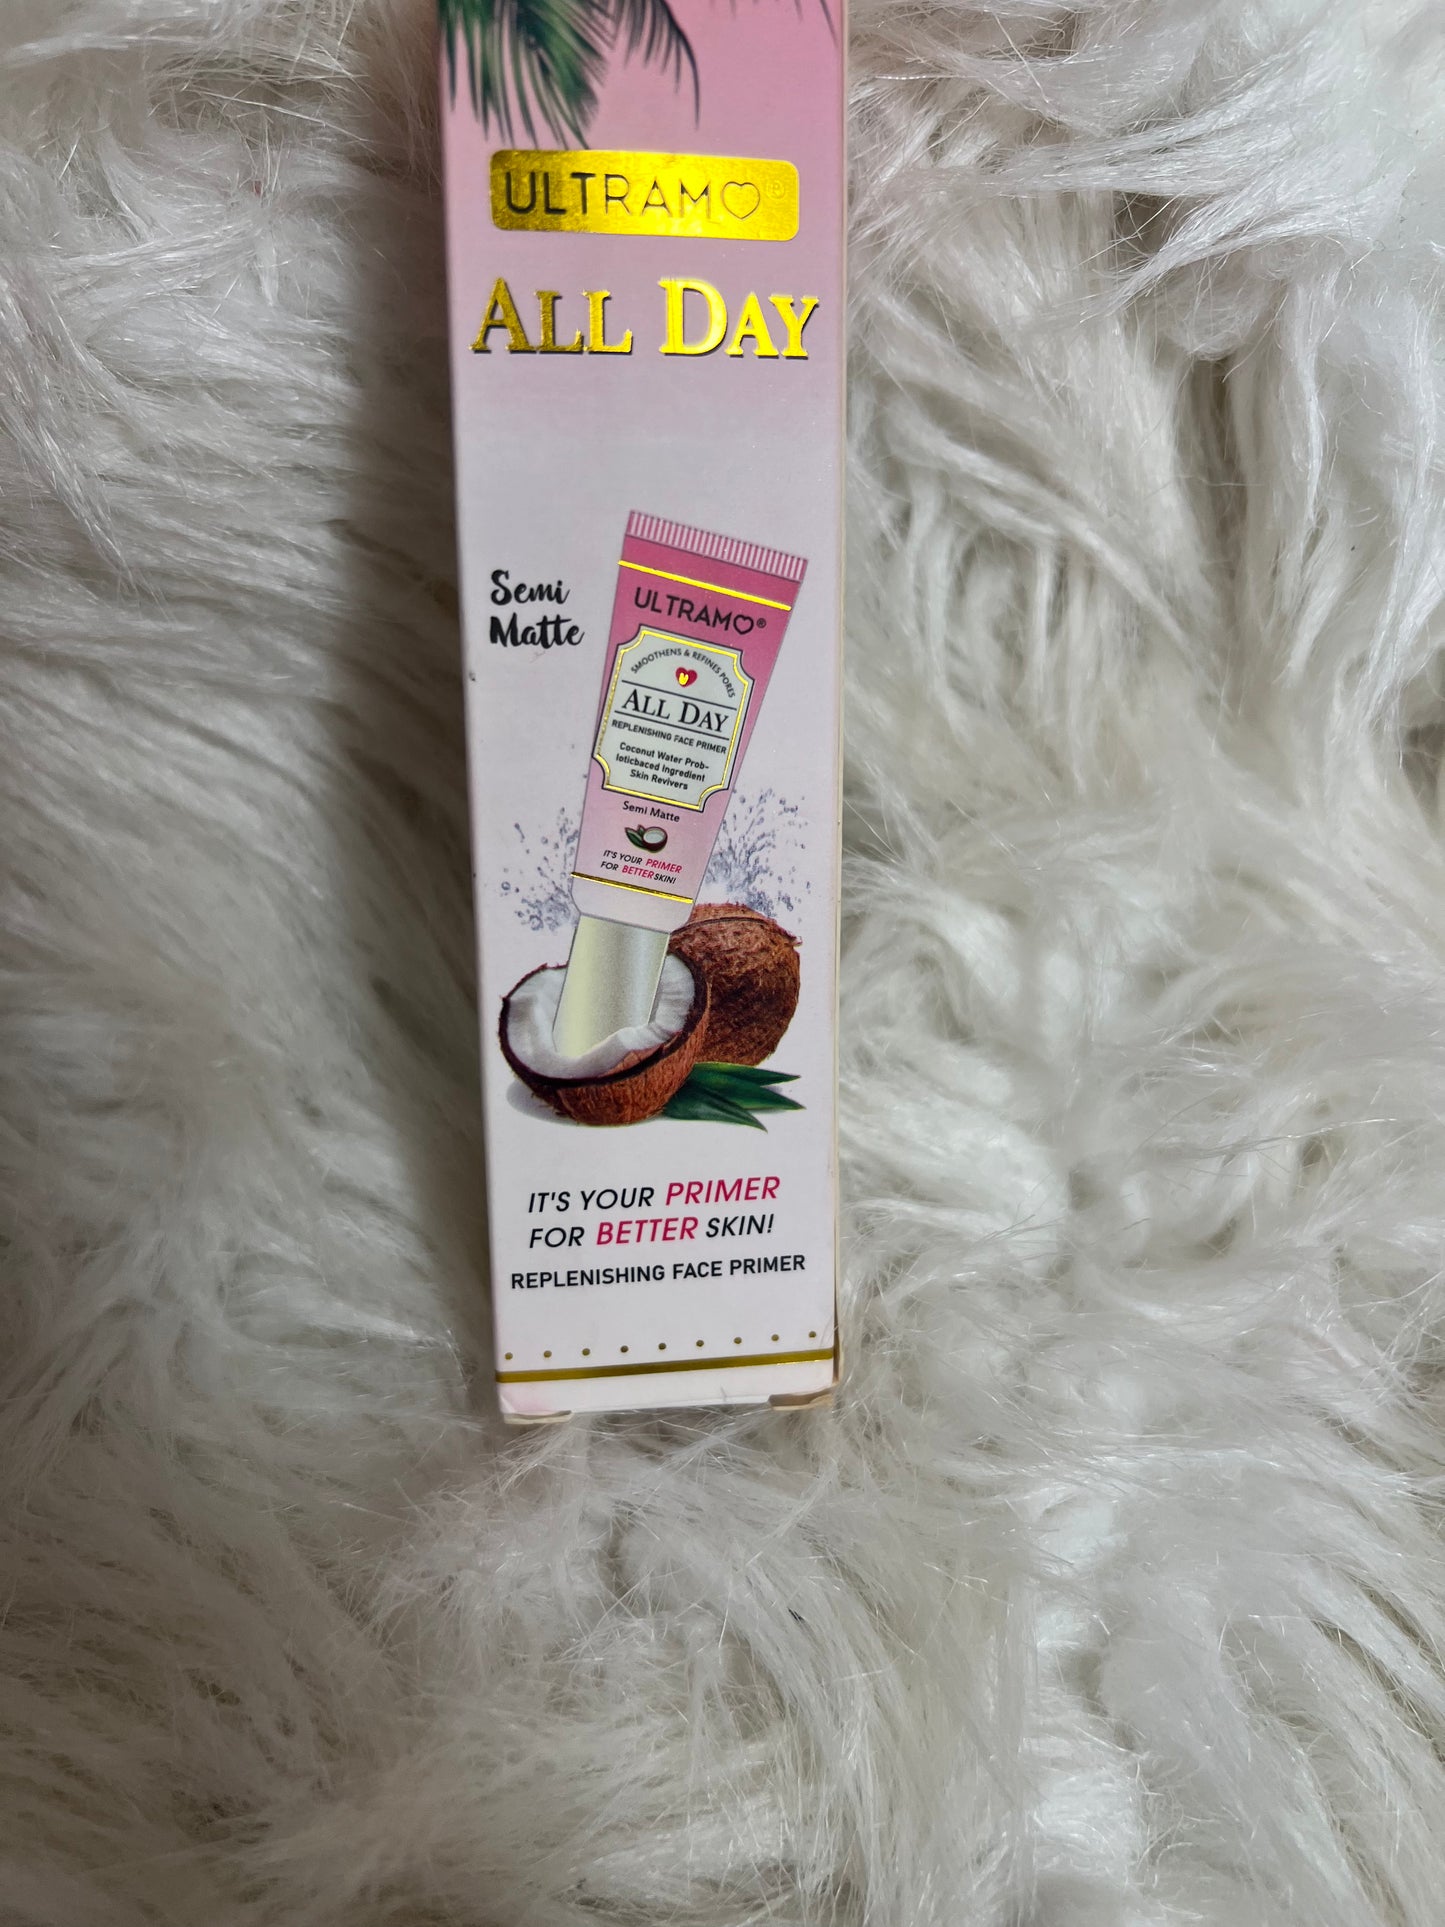 ULTRAMO®
ALL DAY
Semi
Matte
ULTRAMO®
SMOOTHENS & REFINES PORES
U
ALL DAY
REPLENISHING FACE PRIMER
Coconut Water Prob-
ioticbaced Ingredient
Skin Revivers
Semi Matte
IT'S YOUR PRIMER
FOR BETTER SKIN!
IT'S YOUR PRIMER
FOR BETTER SKIN!
REPLENISHING FACE PRIMER